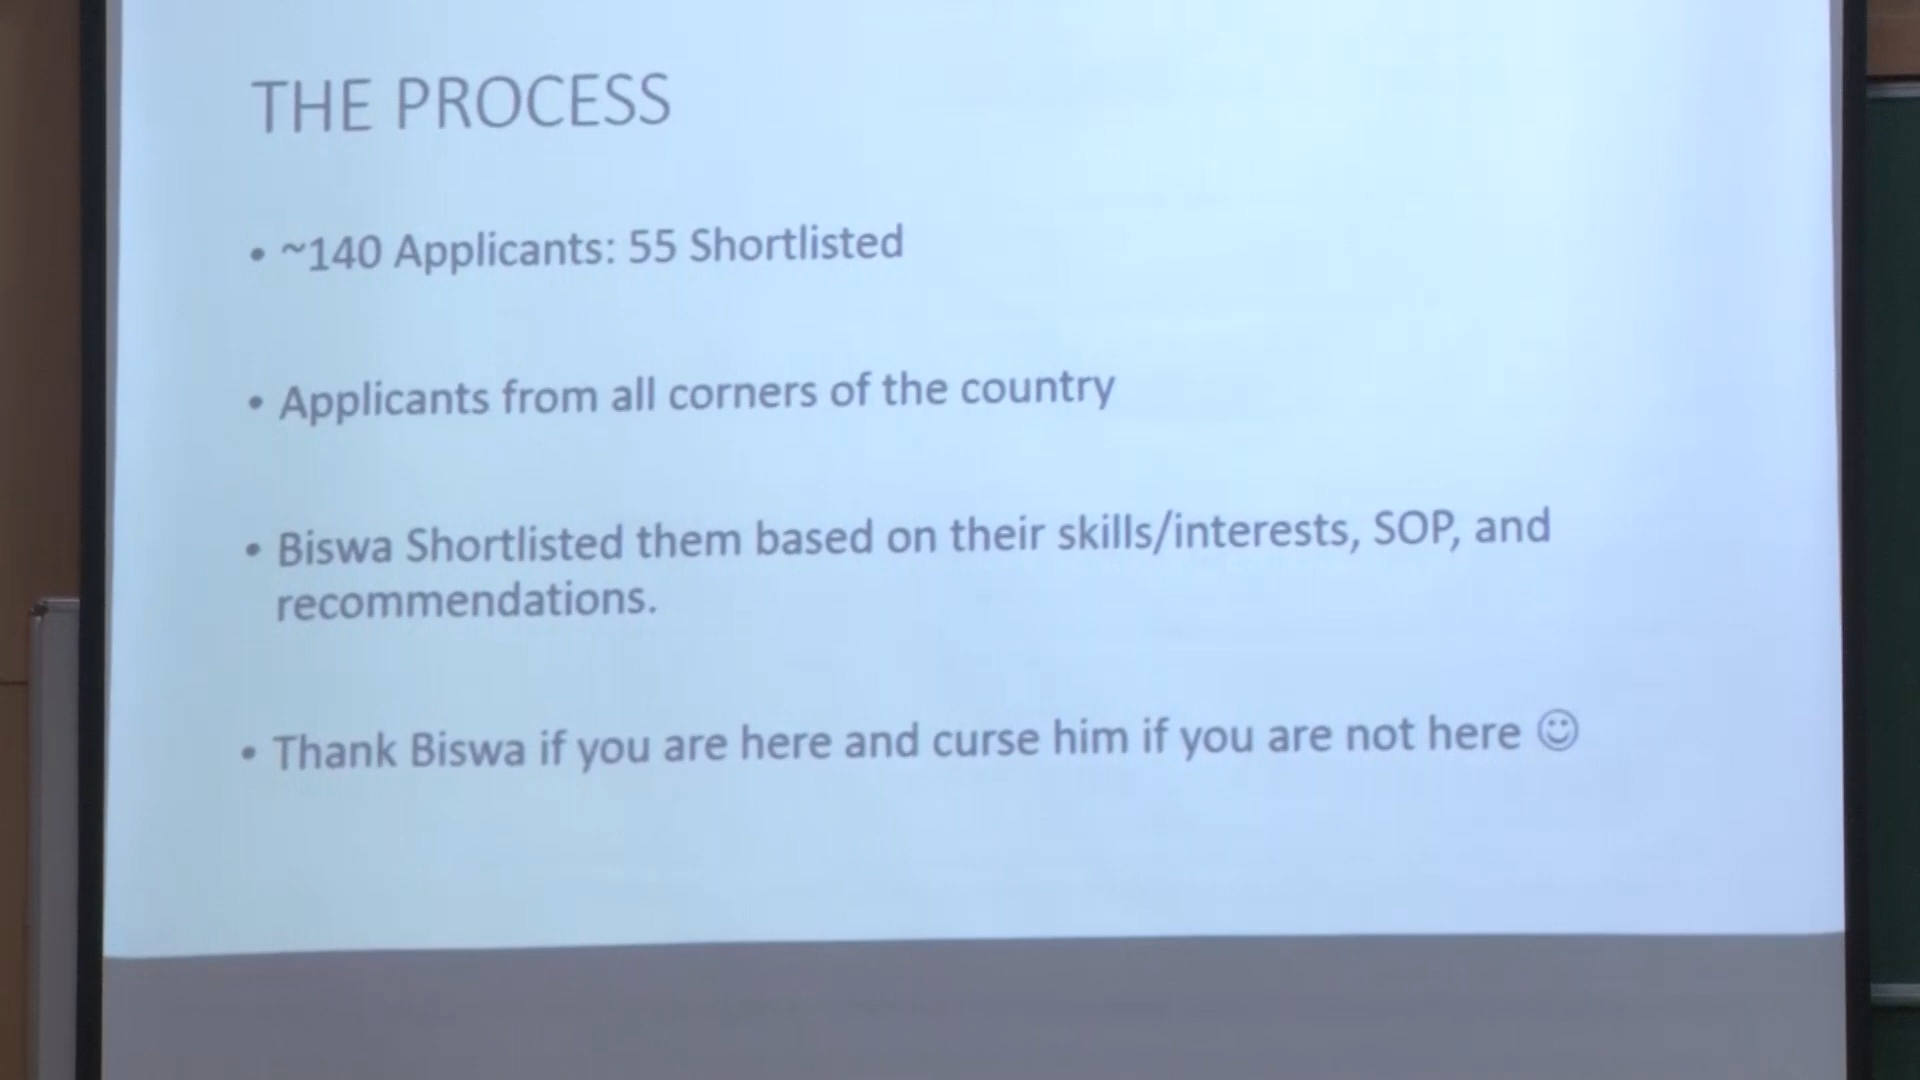 THE PROCESS
• ~140 Applicants: 55 Shortlisted
• Applicants from all corners of the country
• Biswa Shortlisted them based on their skills/interests, SOP, and
recommendations.
• Thank Biswa if you are here and curse him if you are not here ☺